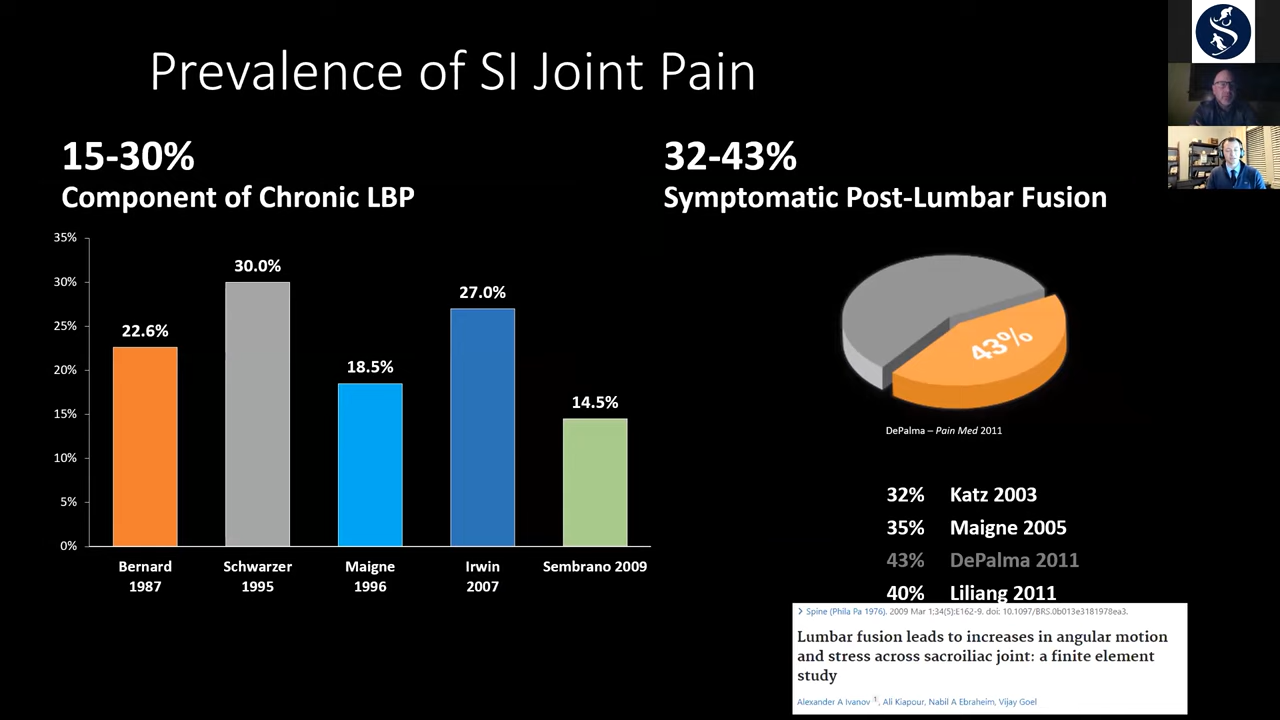 Prevalence of SI Joint Pain
15-30%
Component of Chronic LBP
35%
30%
25%
20%
15%
10%
5%
0%
22.6%
30.0%
18.5%
27.0%
14.5%
Bernard
1987
Schwarzer
1995
Maigne
1996
Irwin
2007
Sembrano 2009
32-43%
Symptomatic Post-Lumbar Fusion
43%
DePalma – Pain Med 2011
32% Katz 2003
35% Maigne 2005
43% DePalma 2011
40% Liliang 2011
> Spine (Phila Pa 1976). 2009 Mar 1;34(5):E162-9. doi: 10.1097/BRS.0b013e3181978ea3.
Lumbar fusion leads to increases in angular motion
and stress across sacroiliac joint: a finite element
study
Alexander A Ivanov 1, Ali Kiapour, Nabil A Ebraheim, Vijay Goel